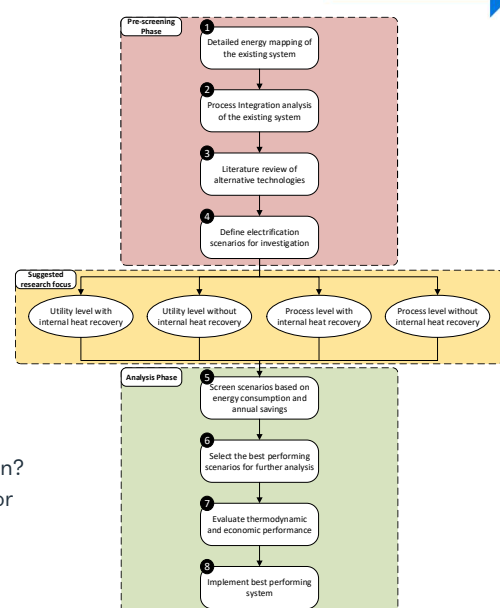 Pre-screening
Phase
1
Detailed energy mapping of
the existing system
2
Process Integration analysis
of the existing system
3
Literature review of
alternative technologies
4
Define electrification
scenarios for investigation
Suggested
research focus
Utility level with
internal heat recovery
Utility level without
internal heat recovery
Process level with
internal heat recovery
Process level without
internal heat recovery
Analysis Phase
5
Screen scenarios based on
energy consumption and
annual savings
6
Select the best performing
scenarios for further analysis
n?
or
7
Evaluate thermodynamic
and economic performance
8
Implement best performing
system